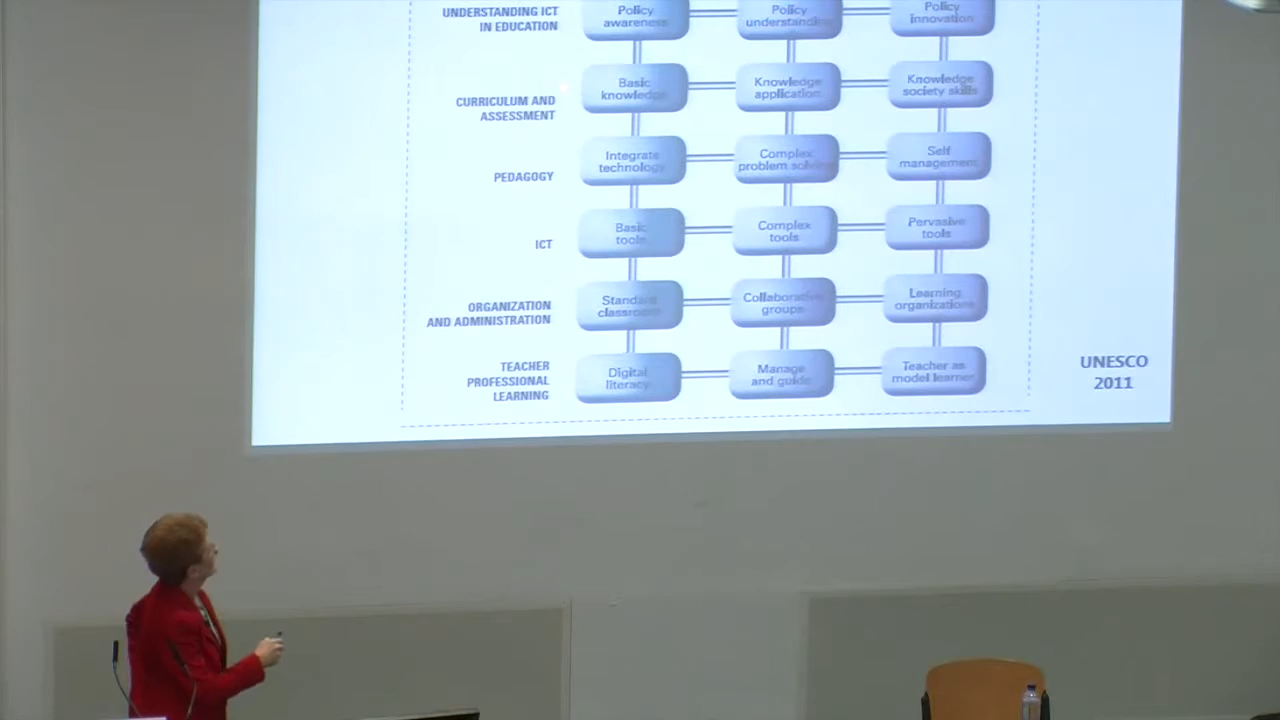 UNDERSTANDING ICT
IN EDUCATION
Policy
awareness
Policy
understanding
Policy
innovation
CURRICULUM AND
ASSESSMENT
Basic
knowledge
Knowledge
application
Knowledge
society skills
PEDAGOGY
Integrate
technology
Complex
problem solving
Self
management
ICT
Basic
tools
Complex
tools
Pervasive
tools
ORGANIZATION
AND ADMINISTRATION
Standard
classroom
Collaborative
groups
Learning
organizations
TEACHER
PROFESSIONAL
LEARNING
Digital
literacy
Manage
and guide
Teacher as
model learner
UNESCO
2011